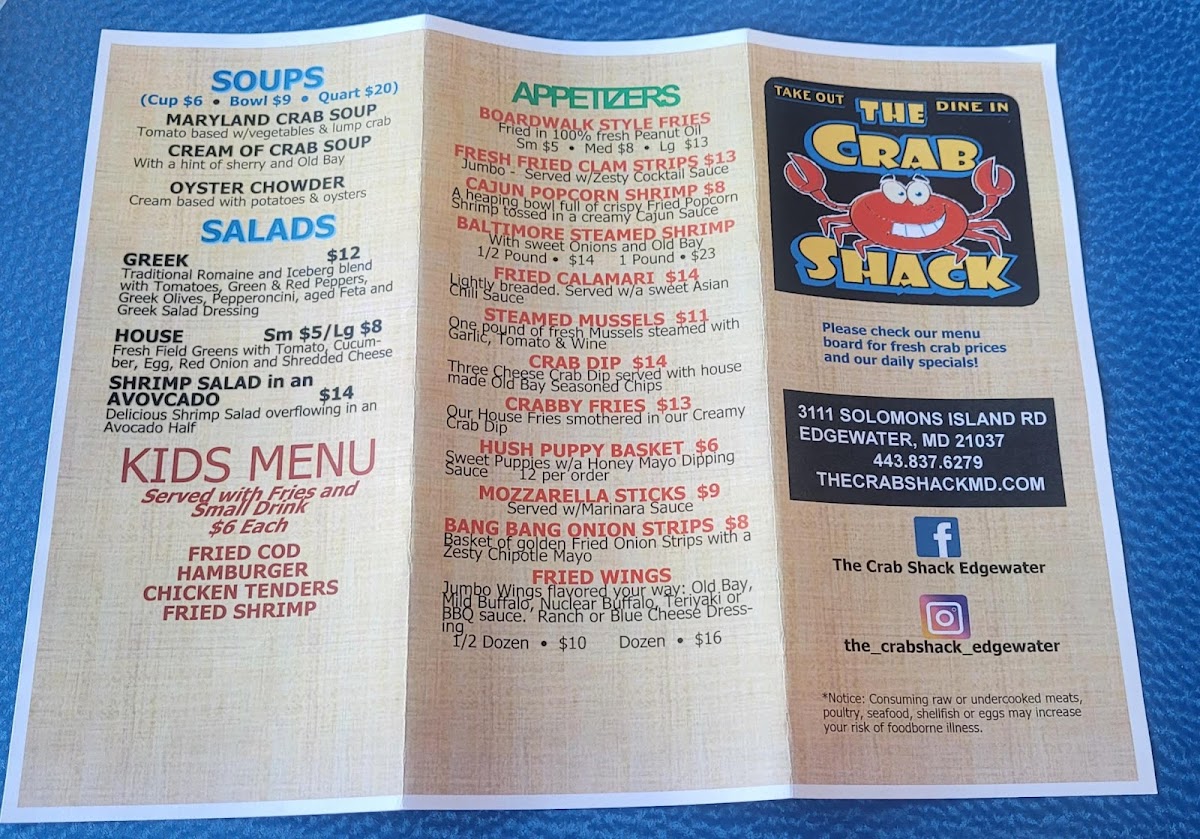 SOUPS
(Cup $6 • Bowl $9 • Quart $20)
MARYLAND CRAB SOUP
Tomato based w/vegetables & lump crab
CREAM OF CRAB SOUP
With a hint of sherry and Old Bay
OYSTER CHOWDER
Cream based with potatoes & oysters
SALADS
GREEK $12
Traditional Romaine and Iceberg blend
with Tomatoes, Green & Red Peppers,
Greek Olives, Pepperoncini, aged Feta and
Greek Salad Dressing
HOUSE Sm $5/Lg $8
Fresh Field Greens with Tomato, Cucum-
ber, Egg, Red Onion and Shredded Cheese
SHRIMP SALAD in an
AVOVCADO $14
Delicious Shrimp Salad overflowing in an
Avocado Half
KIDS MENU
Served with Fries and
Small Drink
$6 Each
FRIED COD
HAMBURGER
CHICKEN TENDERS
FRIED SHRIMP
APPETIZERS
BOARDWALK STYLE FRIES
Fried in 100% fresh Peanut Oil
Sm $5 • Med $8 • Lg $13
FRESH FRIED CLAM STRIPS $13
Jumbo - Served w/Zesty Cocktail Sauce
CAJUN POPCORN SHRIMP $8
A heaping bowl full of crispy Fried Popcorn
Shrimp tossed in a creamy Cajun Sauce
BALTIMORE STEAMED SHRIMP
With sweet Onions and Old Bay
1/2 Pound • $14 1 Pound • $23
FRIED CALAMARI $14
Lightly breaded. Served w/a sweet Asian
Chili Sauce
STEAMED MUSSELS $11
One pound of fresh Mussels steamed with
Garlic, Tomato & Wine
CRAB DIP $14
Three Cheese Crab Dip served with house
made Old Bay Seasoned Chips
CRABBY FRIES $13
Our House Fries smothered in our Creamy
Crab Dip
HUSH PUPPY BASKET $6
Sweet Puppies w/a Honey Mayo Dipping
Sauce 12 per order
MOZZARELLA STICKS $9
Served w/Marinara Sauce
BANG BANG ONION STRIPS $8
Basket of golden Fried Onion Strips with a
Zesty Chipotle Mayo
FRIED WINGS
Jumbo Wings flavored your way: Old Bay,
Mild Buffalo, Nuclear Buffalo, Teriyaki or
BBQ sauce. Ranch or Blue Cheese Dress-
ing
1/2 Dozen • $10 Dozen • $16
TAKE OUT DINE IN
THE
CRAB
SHACK
Please check our menu
board for fresh crab prices
and our daily specials!
3111 SOLOMONS ISLAND RD
EDGEWATER, MD 21037
443.837.6279
THECRABSHACKMD.COM
f
The Crab Shack Edgewater
the_crabshack_edgewater
*Notice: Consuming raw or undercooked meats,
poultry, seafood, shellfish or eggs may increase
your risk of foodborne illness.